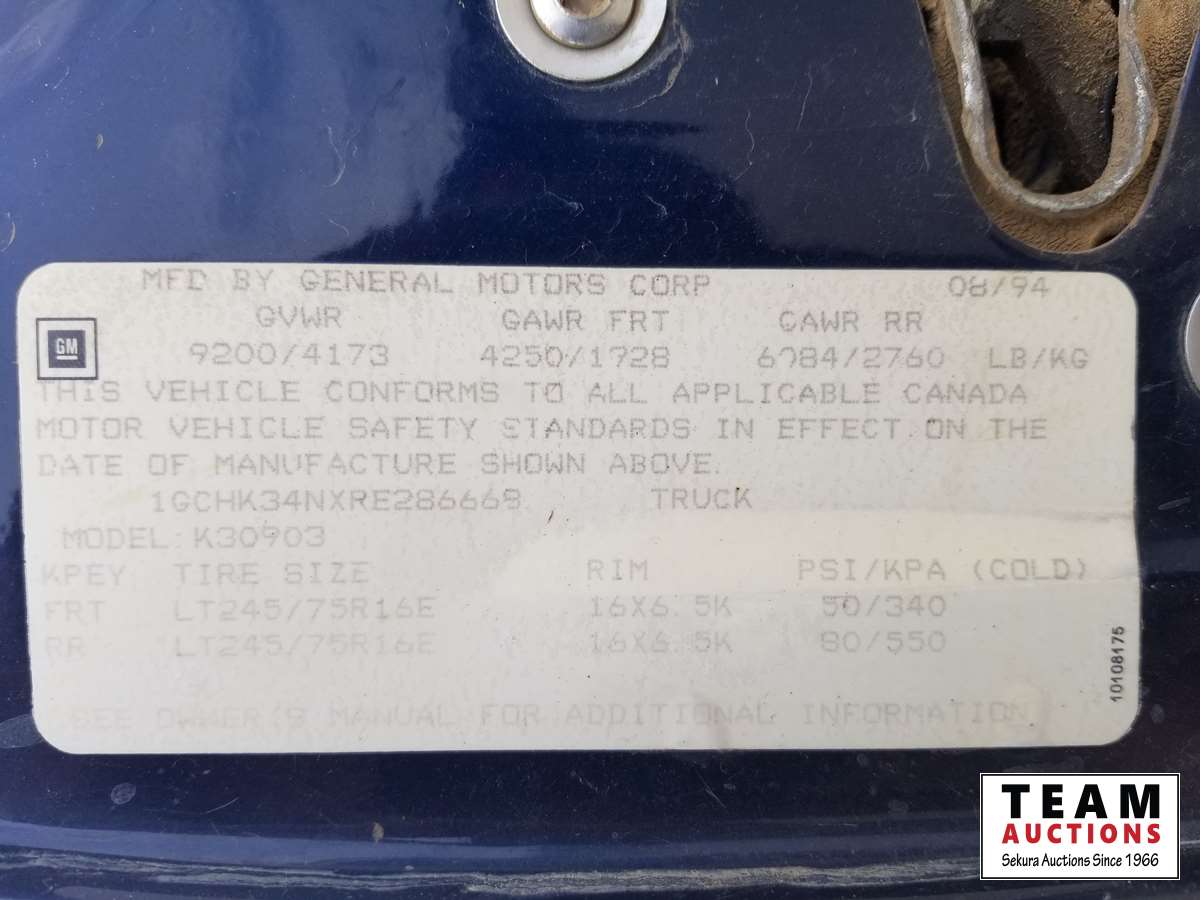 MFD BY GENERAL MOTORS CORP 08/94
GVWR GAWR FRT GAWR RR
GM
9200/4173 4250/1928 6084/2760 LB/KG
THIS VEHICLE CONFORMS TO ALL APPLICABLE CANADA
MOTOR VEHICLE SAFETY STANDARDS IN EFFECT ON THE
DATE OF MANUFACTURE SHOWN ABOVE.
1GCHK34NXRE286668 TRUCK
MODEL: K30903
KPEY TIRE SIZE RIM PSI/KPA (COLD)
FRT LT245/75R16E 16X6.5K 50/340
RR LT245/75R16E 16X6.5K 80/550
SEE OWNER'S MANUAL FOR ADDITIONAL INFORMATION
10108175
TEAM
AUCTIONS
Sekura Auctions Since 1966